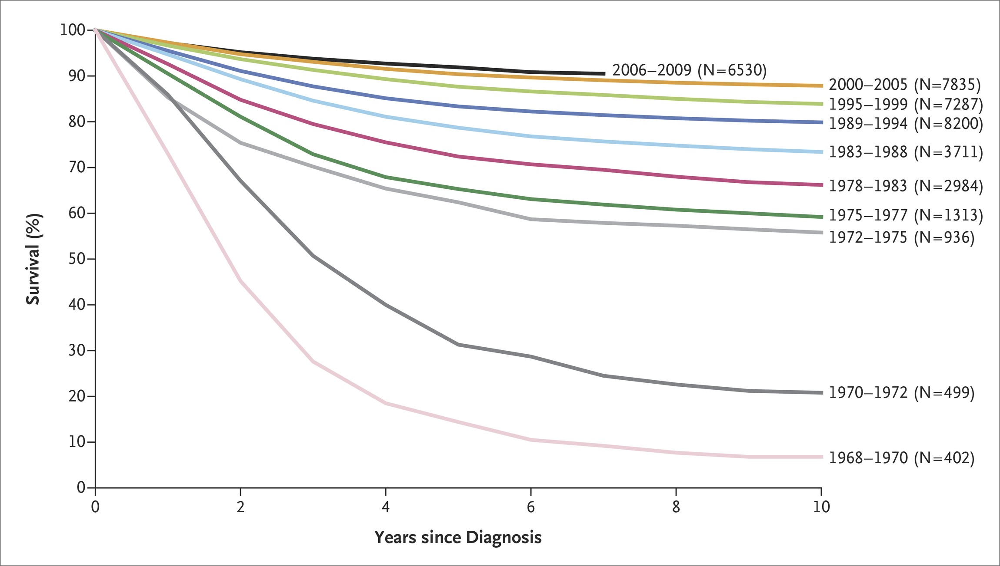 100
90
80
70
60
50
40
30
20
10
0
Survival (%)
2006–2009 (N=6530)
2000–2005 (N=7835)
1995–1999 (N=7287)
1989–1994 (N=8200)
1983–1988 (N=3711)
1978–1983 (N=2984)
1975–1977 (N=1313)
1972–1975 (N=936)
1970–1972 (N=499)
1968–1970 (N=402)
0 2 4 6 8 10
Years since Diagnosis